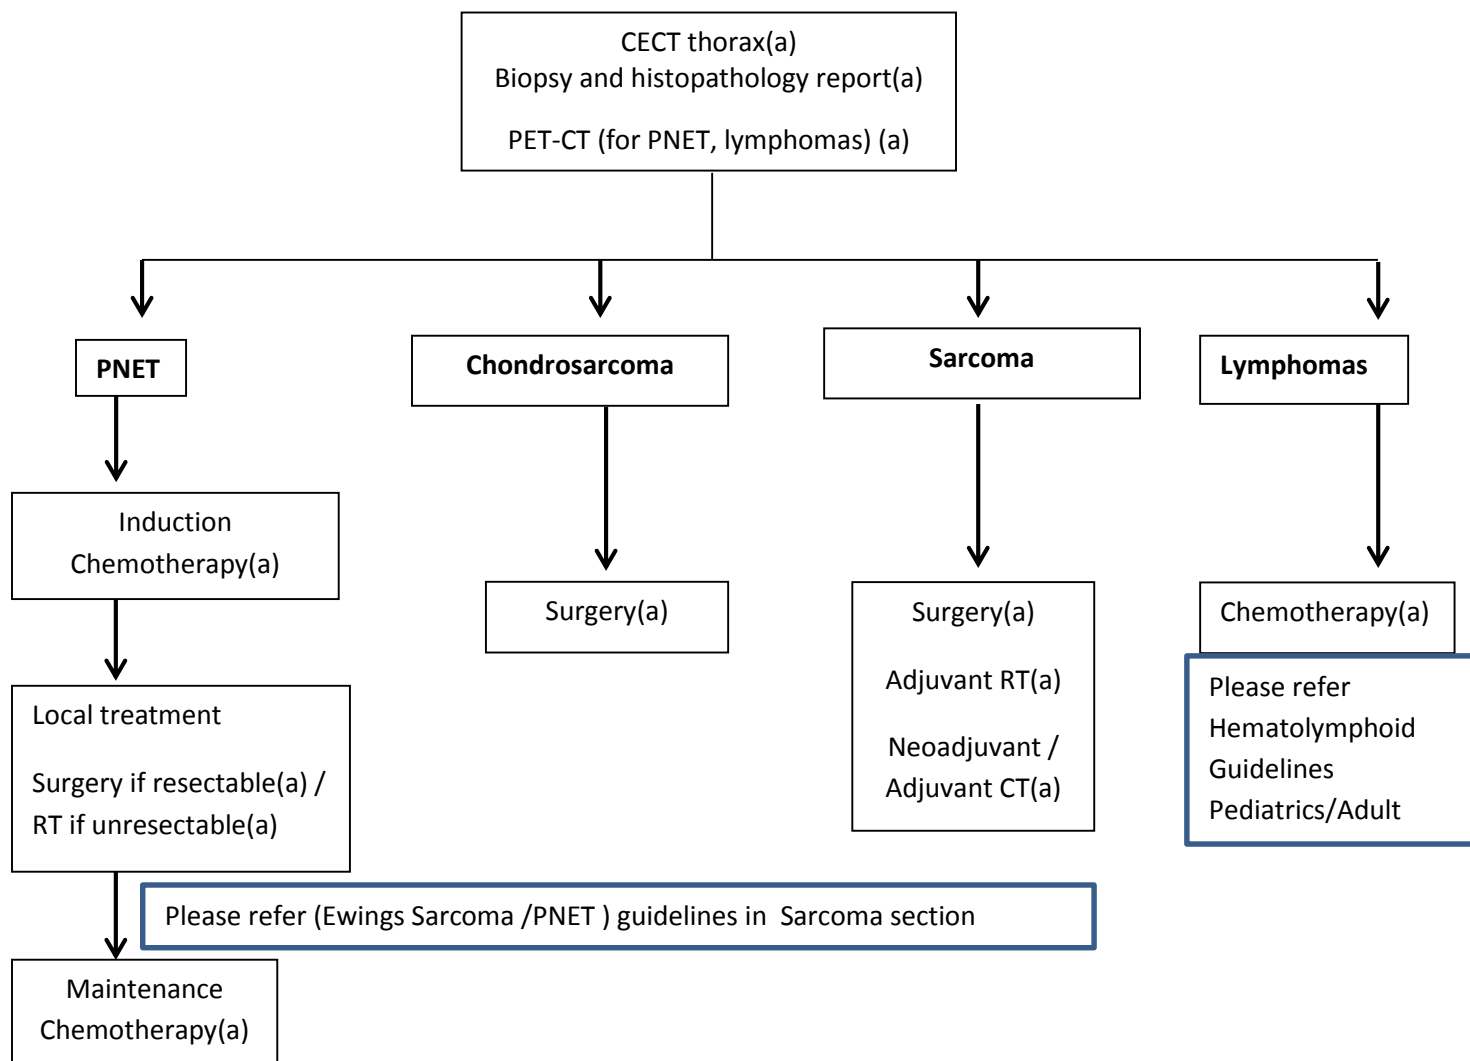 CECT thorax(a)
Biopsy and histopathology report(a)
PET-CT (for PNET, lymphomas) (a)
PNET
Chondrosarcoma
Sarcoma
Lymphomas
Induction
Chemotherapy(a)
Surgery(a)
Surgery(a)
Adjuvant RT(a)
Neoadjuvant /
Adjuvant CT(a)
Chemotherapy(a)
Please refer
Hematolymphoid
Guidelines
Pediatrics/Adult
Local treatment
Surgery if resectable(a) /
RT if unresectable(a)
Please refer (Ewings Sarcoma /PNET ) guidelines in  Sarcoma section
Maintenance
Chemotherapy(a)